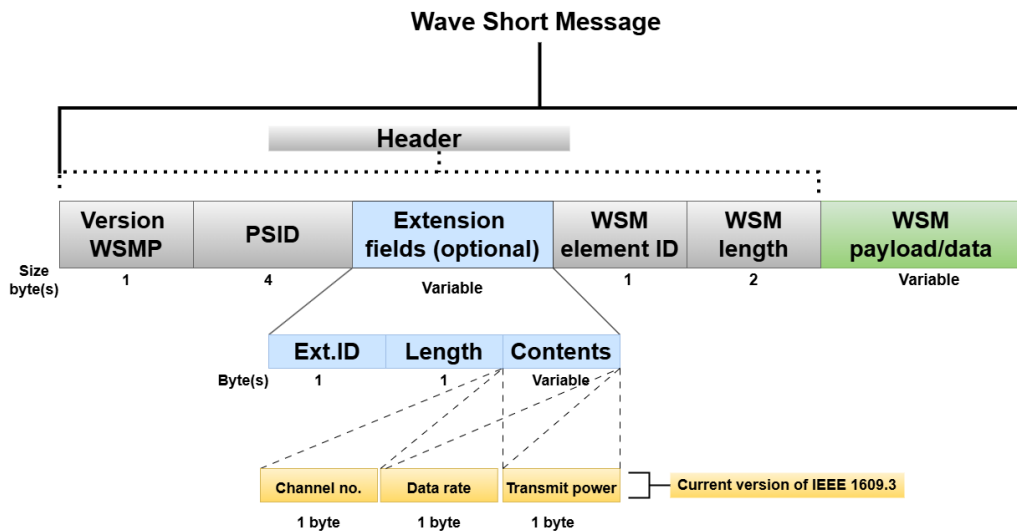 Wave Short Message
Header
Version
WSMP
PSID
Extension
fields (optional)
WSM
element ID
WSM
length
WSM
payload/data
Size
byte(s)
1
4
Variable
1
2
Variable
Ext.ID
Length
Contents
Byte(s)
1
1
Variable
Channel no.
Data rate
Transmit power
Current version of IEEE 1609.3
1 byte
1 byte
1 byte